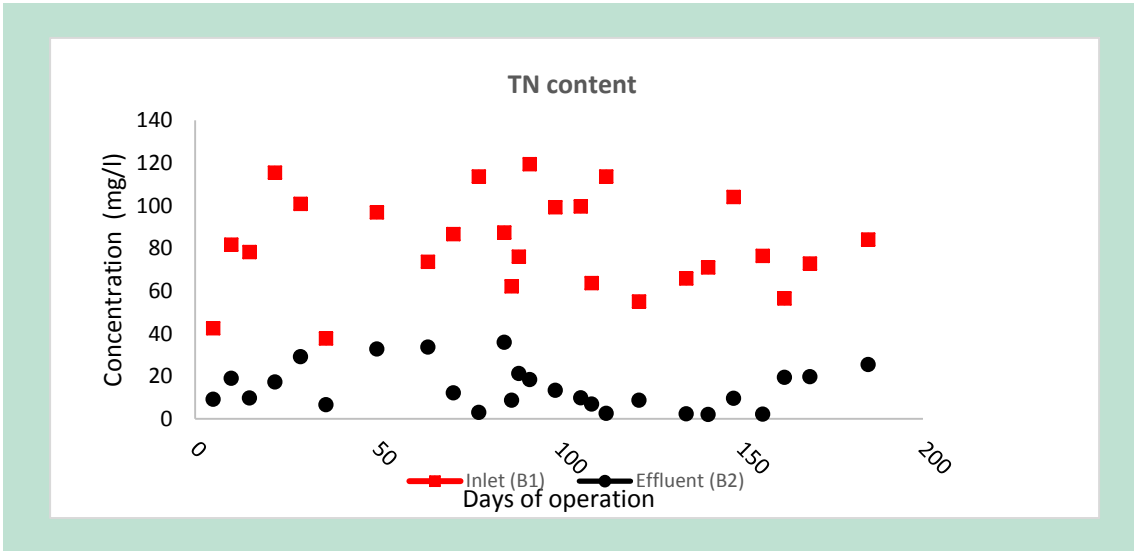 TN content
Concentration (mg/l)
140
120
100
80
60
40
20
0
0
50
100
150
200
Inlet (B1)
Effluent (B2)
Days of operation